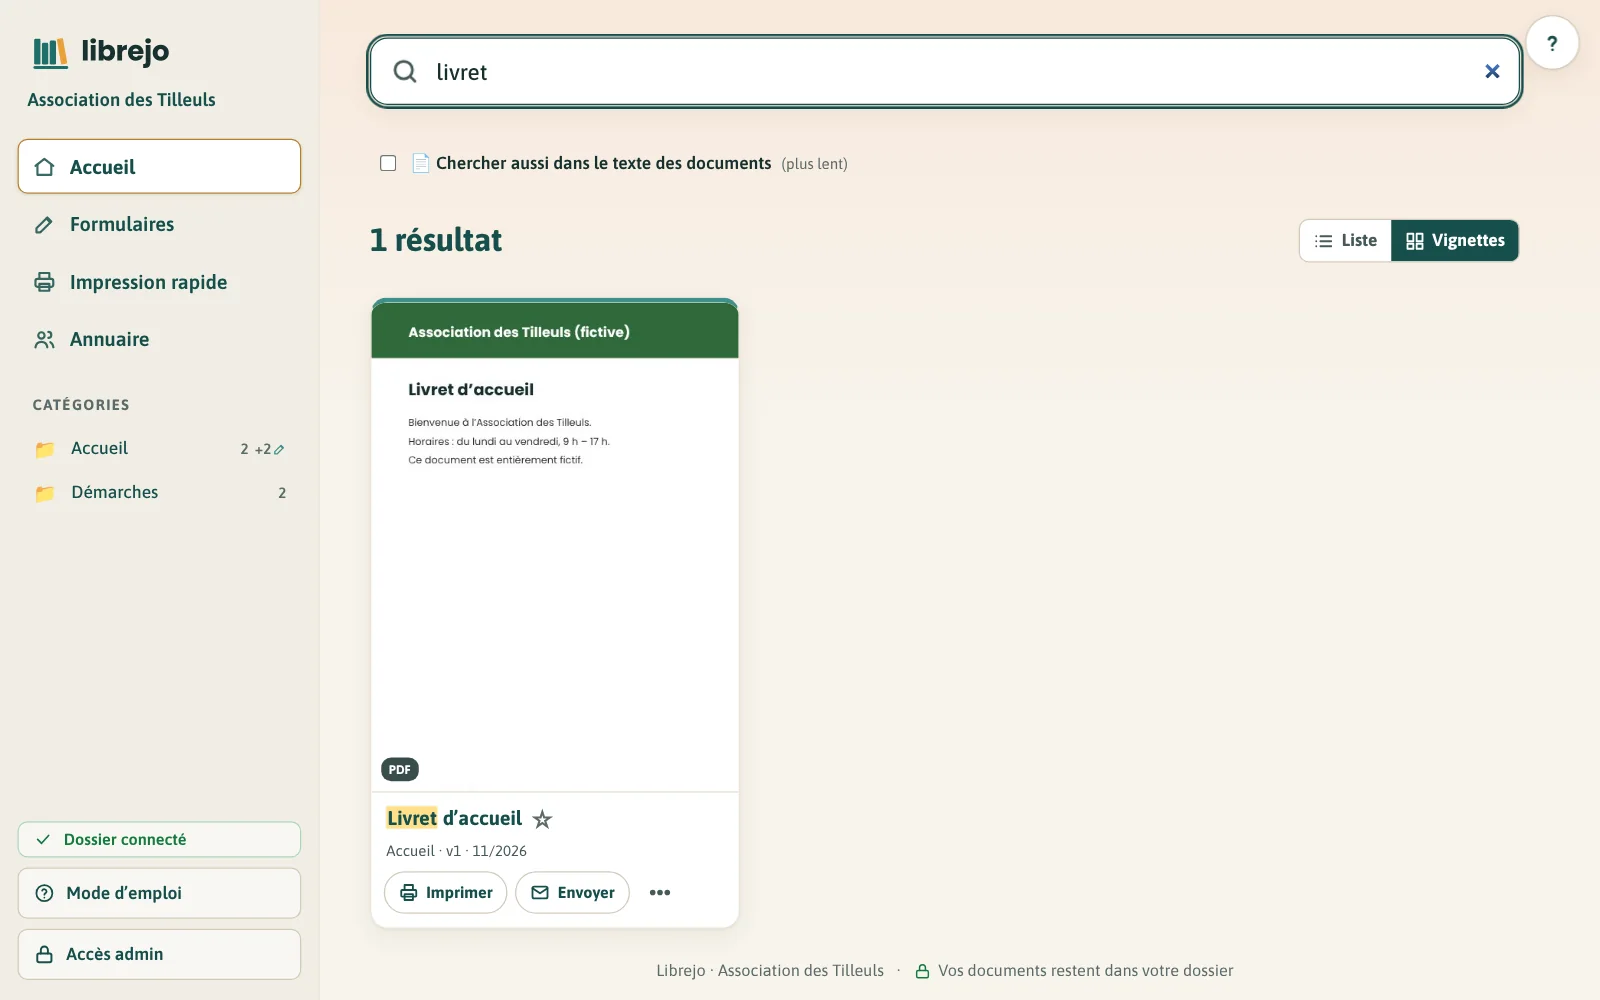 librejo
Association des Tilleuls
Accueil
Formulaires
Impression rapide
Annuaire
CATÉGORIES
Accueil 2 +2
Démarches 2
Dossier connecté
Mode d’emploi
Accès admin
livret
?
Chercher aussi dans le texte des documents (plus lent)
1 résultat
Liste
Vignettes
Association des Tilleuls (fictive)
Livret d’accueil
Bienvenue à l’Association des Tilleuls.
Horaires : du lundi au vendredi, 9 h – 17 h.
Ce document est entièrement fictif.
PDF
Livret d’accueil
Accueil · v1 · 11/2026
Imprimer
Envoyer
Librejo · Association des Tilleuls · Vos documents restent dans votre dossier